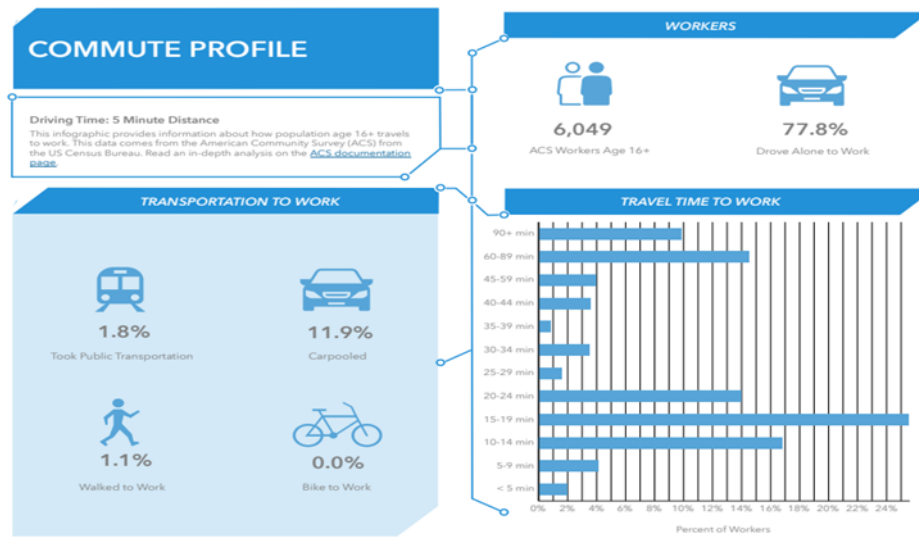 COMMUTE PROFILE
Driving Time: 5 Minute Distance
This infographic provides information about how population age 16+ travels
to work. This data comes from the American Community Survey (ACS) from
the US Census Bureau. Read an in-depth analysis on the ACS documentation
page.
WORKERS
6,049
ACS Workers Age 16+
77.8%
Drove Alone to Work
TRANSPORTATION TO WORK
1.8%
Took Public Transportation
11.9%
Carpooled
1.1%
Walked to Work
0.0%
Bike to Work
TRAVEL TIME TO WORK
90+ min
60-89 min
45-59 min
40-44 min
35-39 min
30-34 min
25-29 min
20-24 min
15-19 min
10-14 min
5-9 min
< 5 min
0% 2% 4% 6% 8% 10% 12% 14% 16% 18% 20% 22% 24%
Percent of Workers